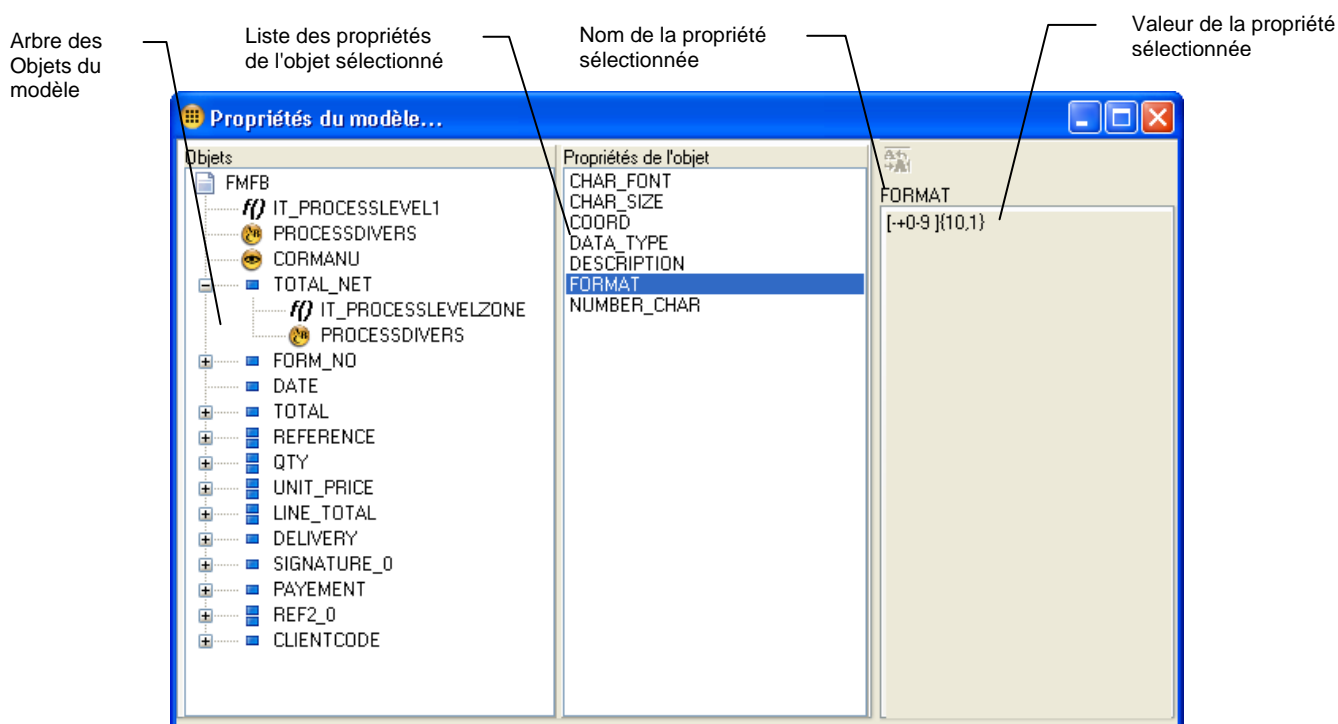 Arbre des
Objets du
modèle
Liste des propriétés
de l'objet sélectionné
Nom de la propriété
sélectionnée
Valeur de la propriété
sélectionnée
Propriétés du modèle...
Objets
FMFB
f() IT_PROCESSLEVEL1
PROCESSDIVERS
CORMANU
TOTAL_NET
f() IT_PROCESSLEVELZONE
PROCESSDIVERS
FORM_NO
DATE
TOTAL
REFERENCE
QTY
UNIT_PRICE
LINE_TOTAL
DELIVERY
SIGNATURE_0
PAYEMENT
REF2_0
CLIENTCODE
Propriétés de l'objet
CHAR_FONT
CHAR_SIZE
COORD
DATA_TYPE
DESCRIPTION
FORMAT
NUMBER_CHAR
FORMAT
[-+0-9 ]{10,1}